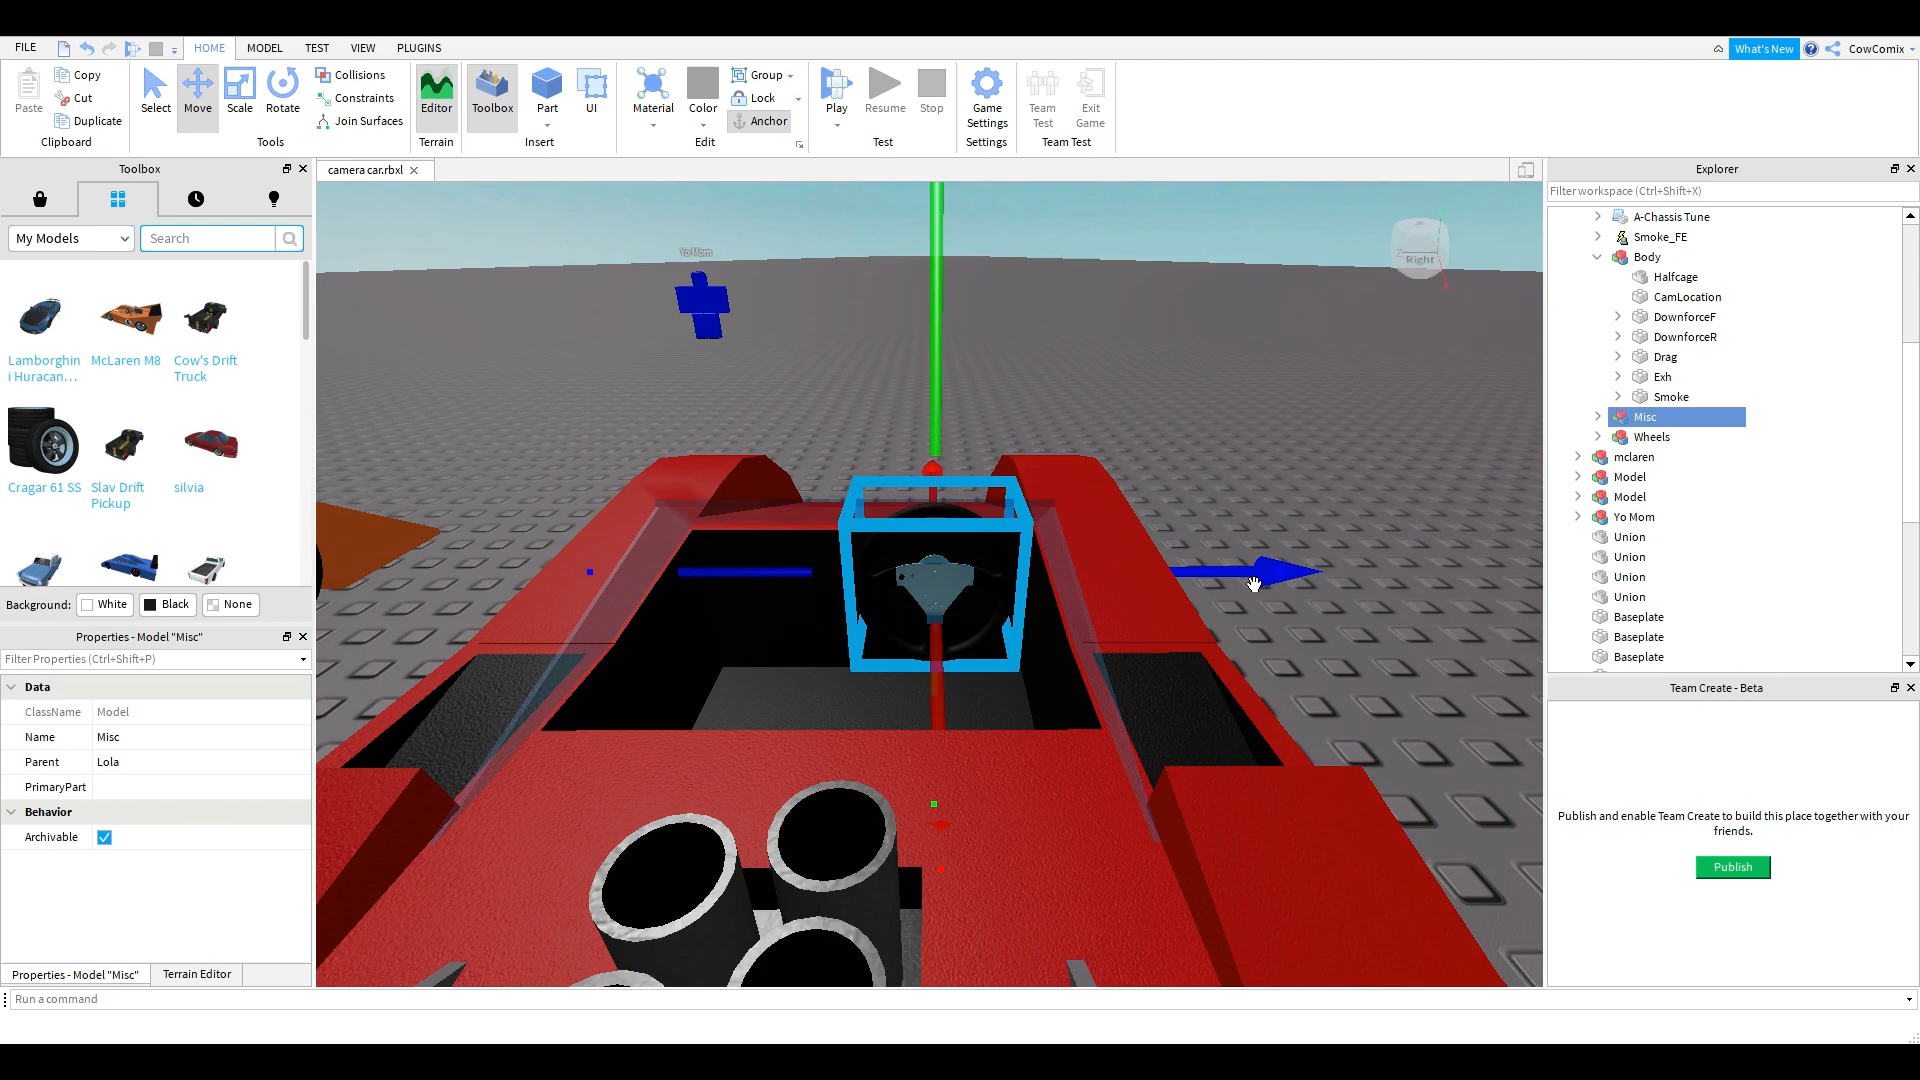 FILE
HOME
MODEL
TEST
VIEW
PLUGINS
What's New
CowComix
Paste
Copy
Cut
Duplicate
Clipboard
Select
Move
Scale
Rotate
Collisions
Constraints
Join Surfaces
Tools
Editor
Terrain
Toolbox
Part
UI
Insert
Material
Color
Group
Lock
Anchor
Edit
Play
Resume
Stop
Test
Game
Settings
Settings
Team
Test
Exit
Game
Team Test
Toolbox
My Models
Search
Lamborghin
i Huracan...
McLaren M8
Cow's Drift
Truck
Cragar 61 SS
Slav Drift
Pickup
silvia
Background:
White
Black
None
Properties - Model "Misc"
Filter Properties (Ctrl+Shift+P)
Data
ClassName
Model
Name
Misc
Parent
Lola
PrimaryPart
Behavior
Archivable
Properties - Model "Misc"
Terrain Editor
Run a command
camera car.rbxl
Yo Mom
Z
Right
Explorer
Filter workspace (Ctrl+Shift+X)
A-Chassis Tune
Smoke_FE
Body
Halfcage
CamLocation
DownforceF
DownforceR
Drag
Exh
Smoke
Misc
Wheels
mclaren
Model
Model
Yo Mom
Union
Union
Union
Union
Baseplate
Baseplate
Baseplate
Team Create - Beta
Publish and enable Team Create to build this place together with your
friends.
Publish